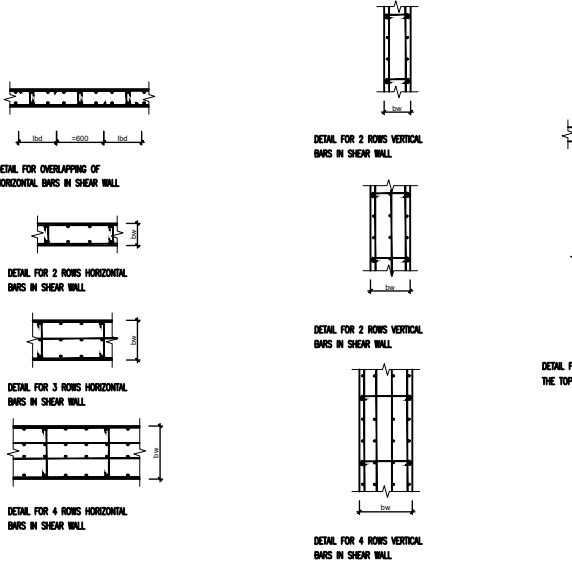 lbd =600 lbd
DETAIL FOR OVERLAPPING OF
HORIZONTAL BARS IN SHEAR WALL
bw
DETAIL FOR 2 ROWS HORIZONTAL
BARS IN SHEAR WALL
bw
DETAIL FOR 3 ROWS HORIZONTAL
BARS IN SHEAR WALL
bw
DETAIL FOR 4 ROWS HORIZONTAL
BARS IN SHEAR WALL
bw
DETAIL FOR 2 ROWS VERTICAL
BARS IN SHEAR WALL
bw
DETAIL FOR 2 ROWS VERTICAL
BARS IN SHEAR WALL
bw
DETAIL FOR 4 ROWS VERTICAL
BARS IN SHEAR WALL
DETAIL F
THE TOP